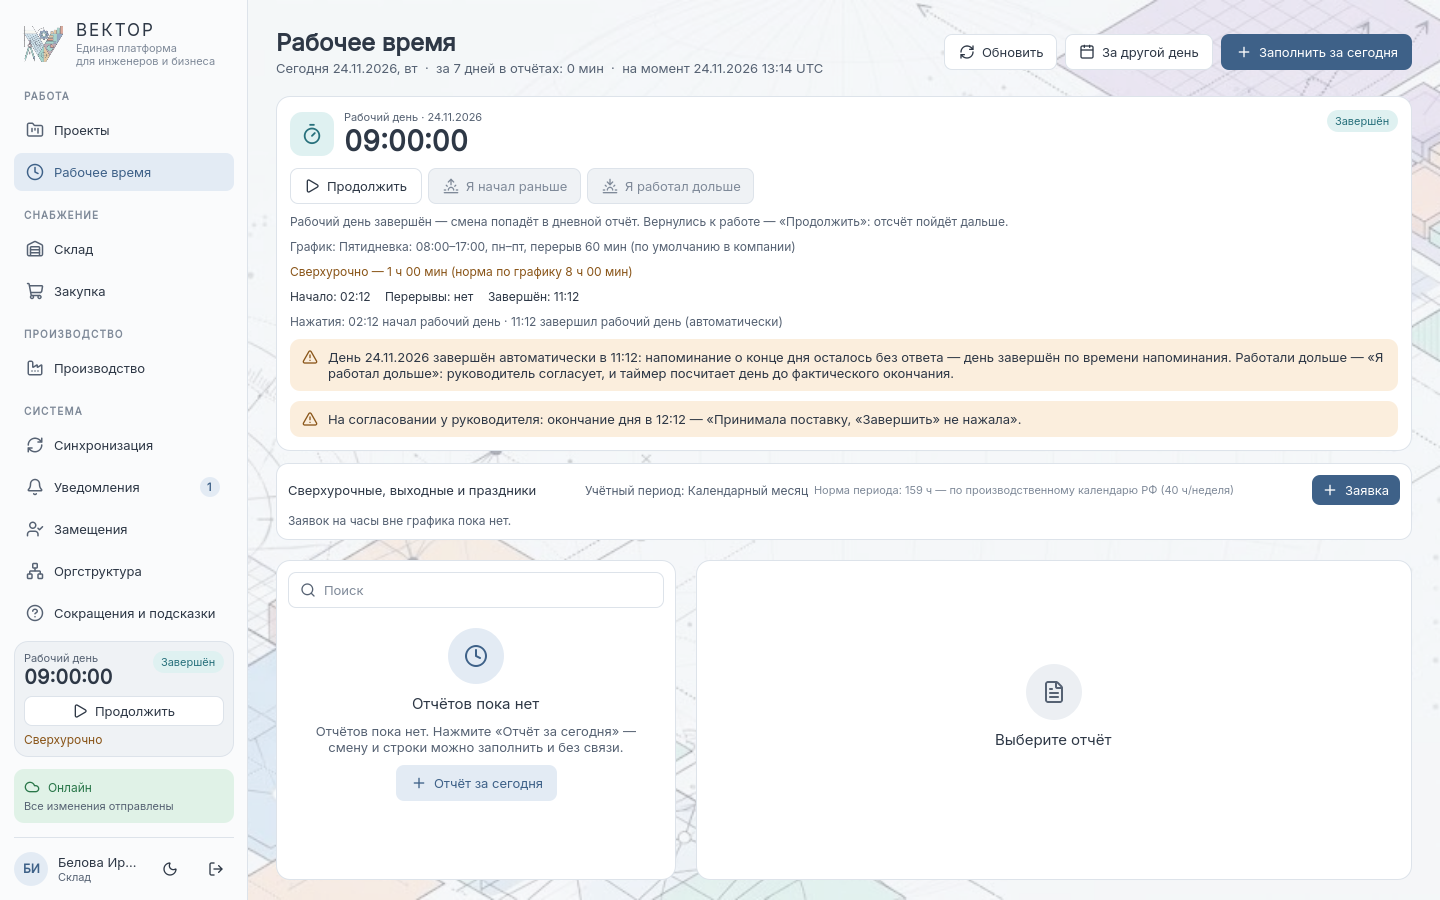 ВЕКТОР
Единая платформа
для инженеров и бизнеса
РАБОТА
Проекты
Рабочее время
СНАБЖЕНИЕ
Склад
Закупка
ПРОИЗВОДСТВО
Производство
СИСТЕМА
Синхронизация
Уведомления 1
Замещения
Оргструктура
Сокращения и подсказки
Рабочий день
Завершён
09:00:00
Продолжить
Сверхурочно
Онлайн
Все изменения отправлены
БИ
Белова Ир...
Склад
Рабочее время
Сегодня 24.11.2026, вт · за 7 дней в отчётах: 0 мин · на момент 24.11.2026 13:14 UTC
Обновить
За другой день
Заполнить за сегодня
Рабочий день · 24.11.2026
09:00:00
Завершён
Продолжить
Я начал раньше
Я работал дольше
Рабочий день завершён — смена попадёт в дневной отчёт. Вернулись к работе — «Продолжить»: отсчёт пойдёт дальше.
График: Пятидневка: 08:00–17:00, пн–пт, перерыв 60 мин (по умолчанию в компании)
Сверхурочно — 1 ч 00 мин (норма по графику 8 ч 00 мин)
Начало: 02:12 Перерывы: нет Завершён: 11:12
Нажатия: 02:12 начал рабочий день · 11:12 завершил рабочий день (автоматически)
День 24.11.2026 завершён автоматически в 11:12: напоминание о конце дня осталось без ответа — день завершён по времени напоминания. Работали дольше — «Я
работал дольше»: руководитель согласует, и таймер посчитает день до фактического окончания.
На согласовании у руководителя: окончание дня в 12:12 — «Принимала поставку, «Завершить» не нажала».
Сверхурочные, выходные и праздники
Учётный период: Календарный месяц Норма периода: 159 ч — по производственному календарю РФ (40 ч/неделя)
Заявка
Заявок на часы вне графика пока нет.
Поиск
Отчётов пока нет
Отчётов пока нет. Нажмите «Отчёт за сегодня» —
смену и строки можно заполнить и без связи.
Отчёт за сегодня
Выберите отчёт